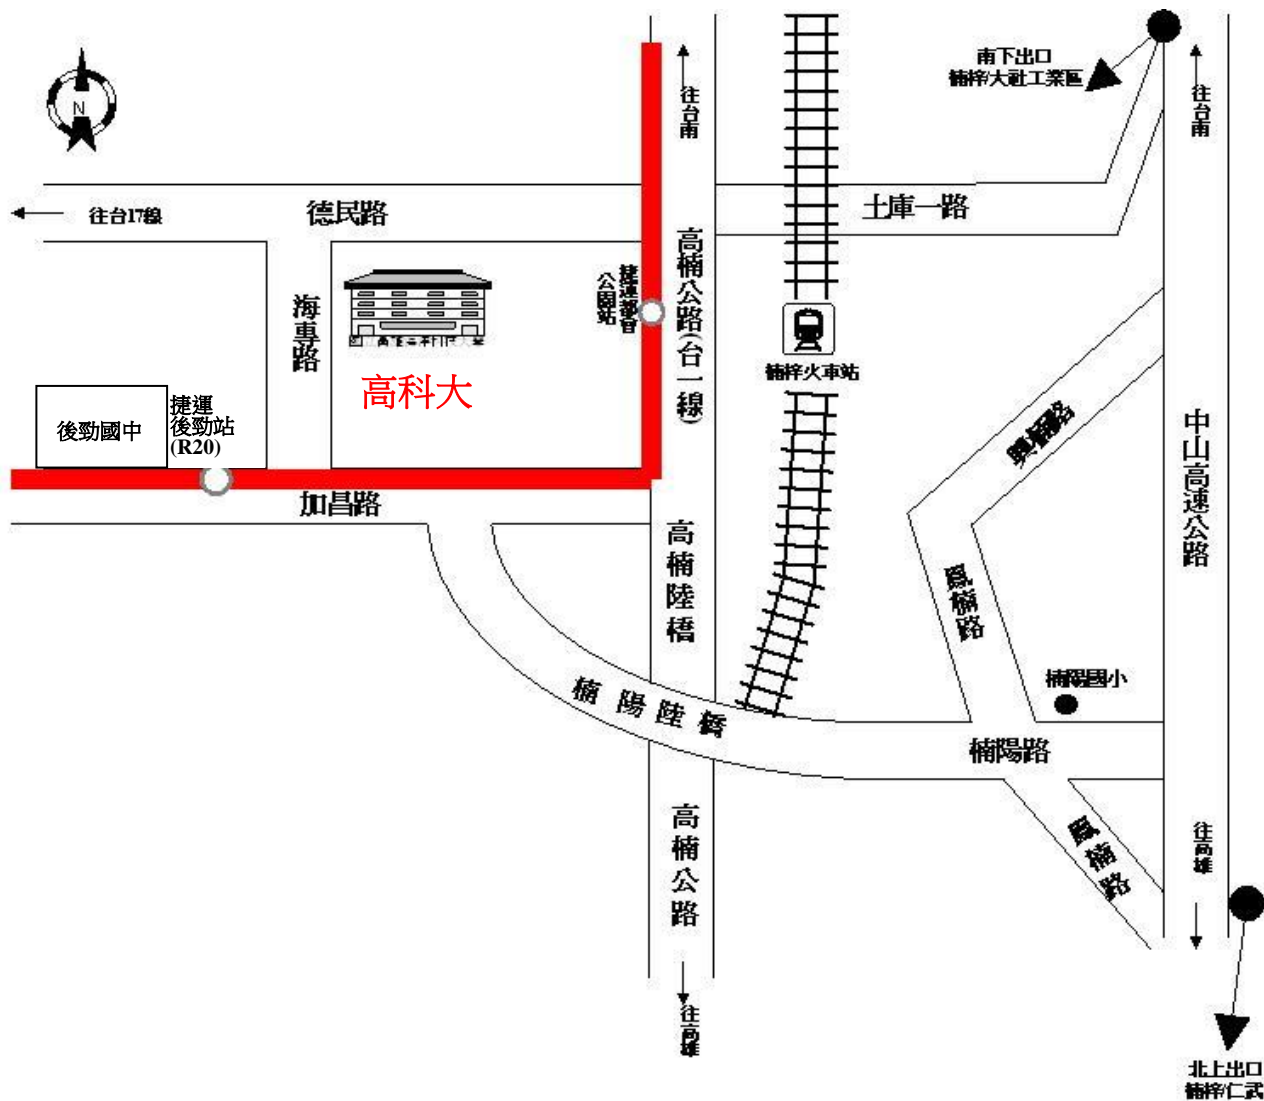 N
南下出口
楠梓/大社工業區
往台南
往台南
往台17線
德民路
土庫一路
高楠公路(台一線)
捷運都會
公園站
海專路
高科大
楠梓火車站
後勁國中
捷運
後勁站
(R20)
加昌路
興楠路
中山高速公路
高楠陸橋
鳳楠路
楠陽國小
楠陽陸橋
楠陽路
高楠公路
鳳楠路
往高雄
往高雄
北上出口
楠梓/仁武